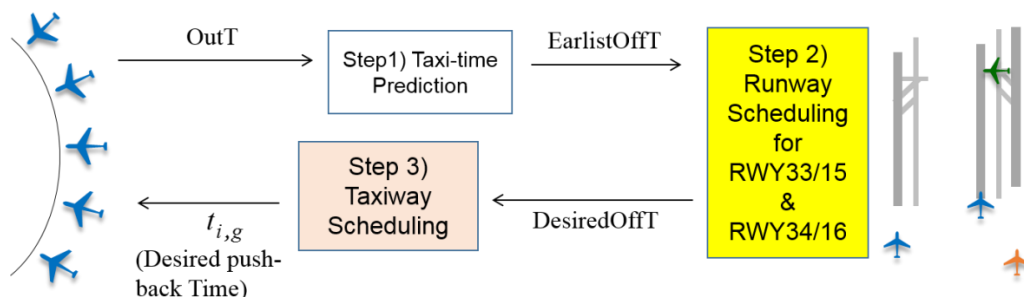 OutT
Step1) Taxi-time
Prediction
EarlistOffT
Step 2)
Runway
Scheduling
for
RWY33/15
&
RWY34/16
Step 3)
Taxiway
Scheduling
DesiredOffT
t_{i,g}
(Desired push-
back Time)